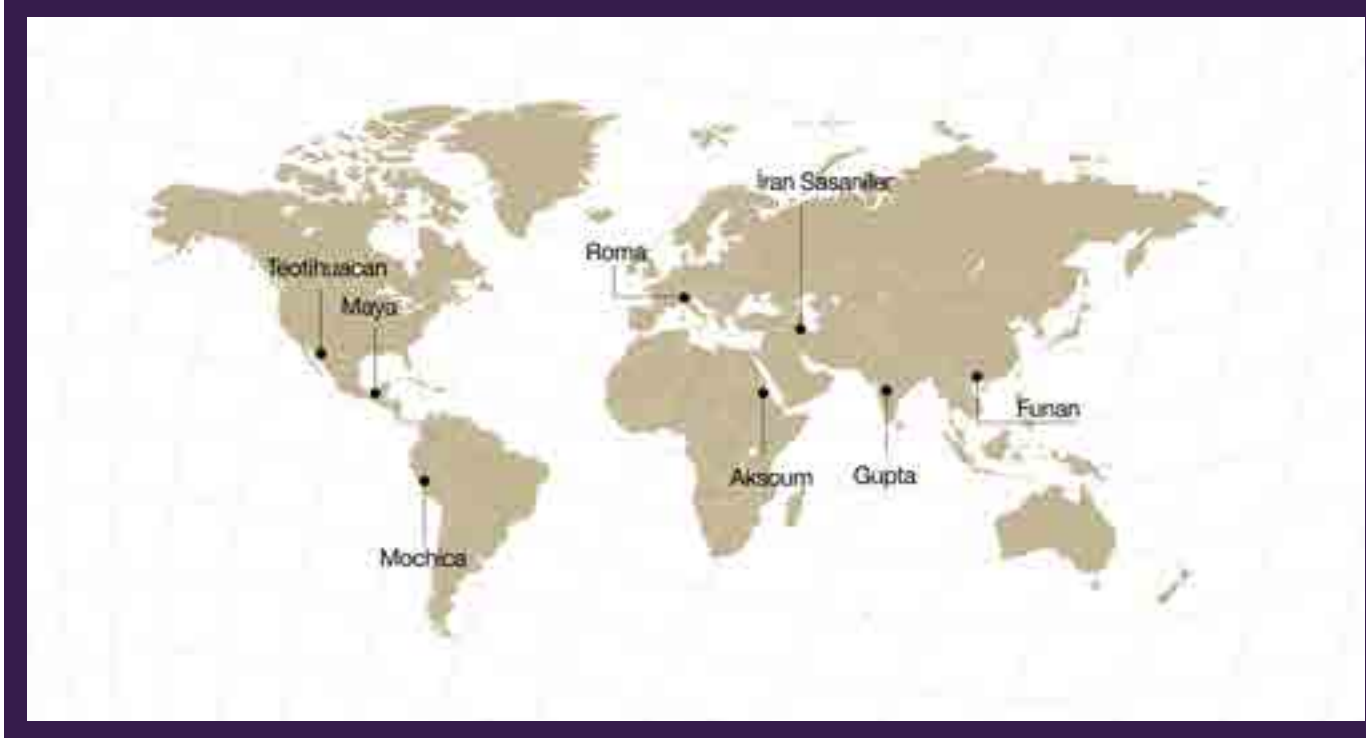 İran Sasaniler
Roma
Teotihuacan
Maya
Funan
Aksoum
Gupta
Mochica